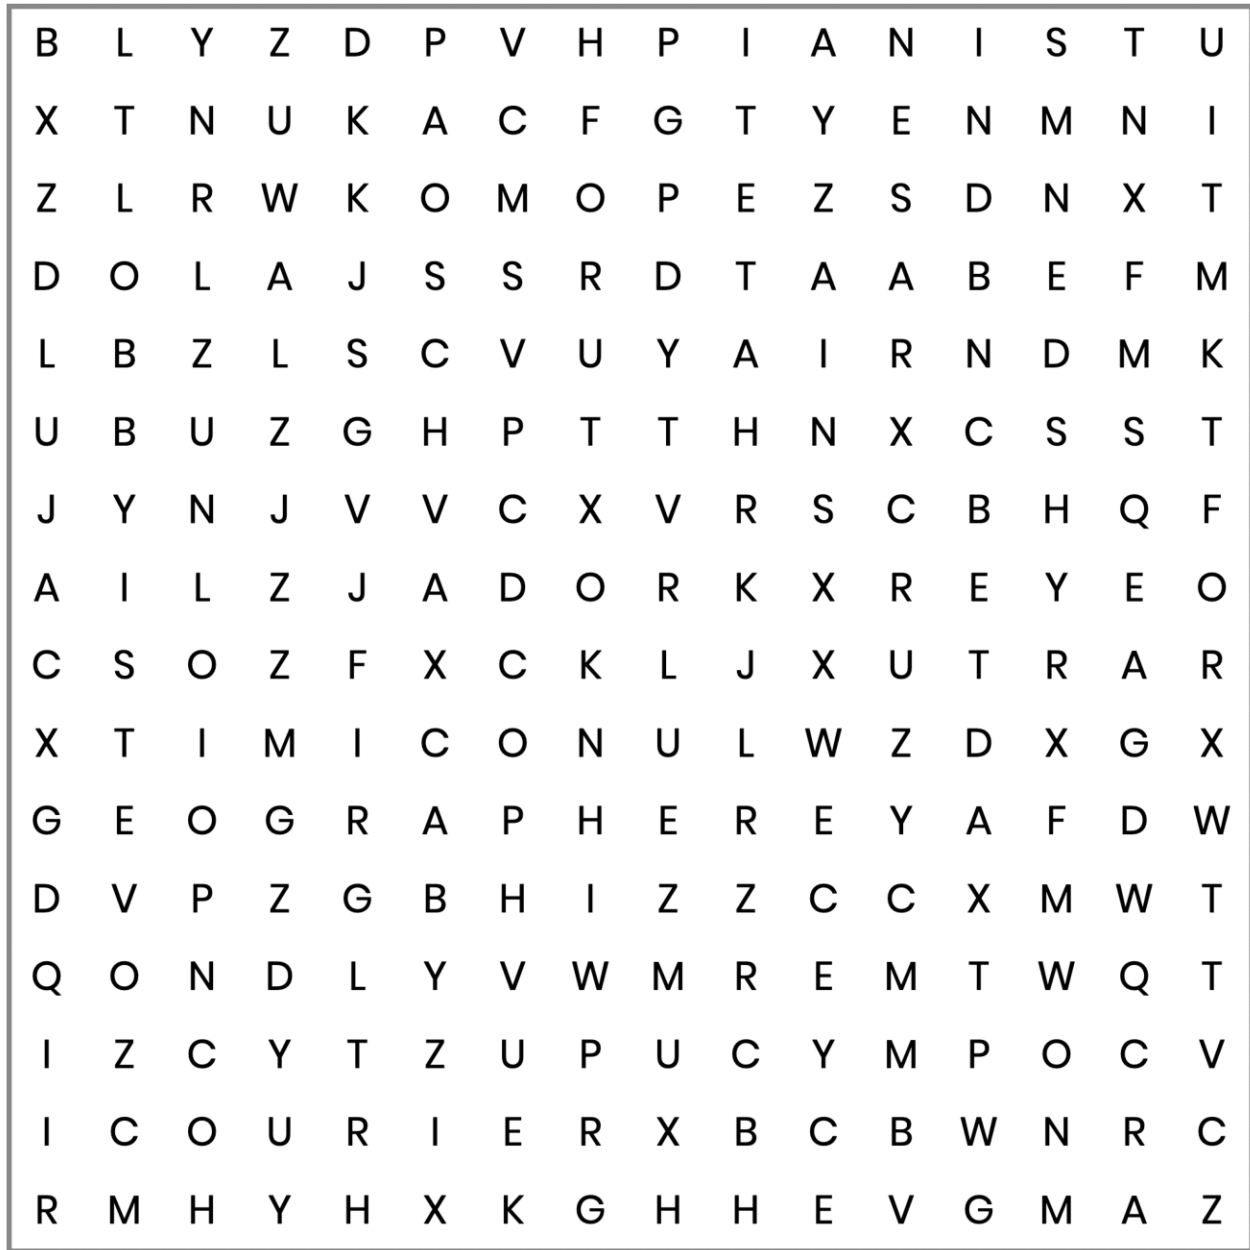 B L Y Z D P V H P I A N I S T U
X T N U K A C F G T Y E N M N I
Z L R W K O M O P E Z S D N X T
D O L A J S S R D T A A B E F M
L B Z L S C V U Y A I R N D M K
U B U Z G H P T T H N X C S S T
J Y N J V V C X V R S C B H Q F
A I L Z J A D O R K X R E Y E O
C S O Z F X C K L J X U T R A R
X T I M I C O N U L W Z D X G X
G E O G R A P H E R E Y A F D W
D V P Z G B H I Z Z C C X M W T
Q O N D L Y V W M R E M T W Q T
I Z C Y T Z U P U C Y M P O C V
I C O U R I E R X B C B W N R C
R M H Y H X K G H H E V G M A Z